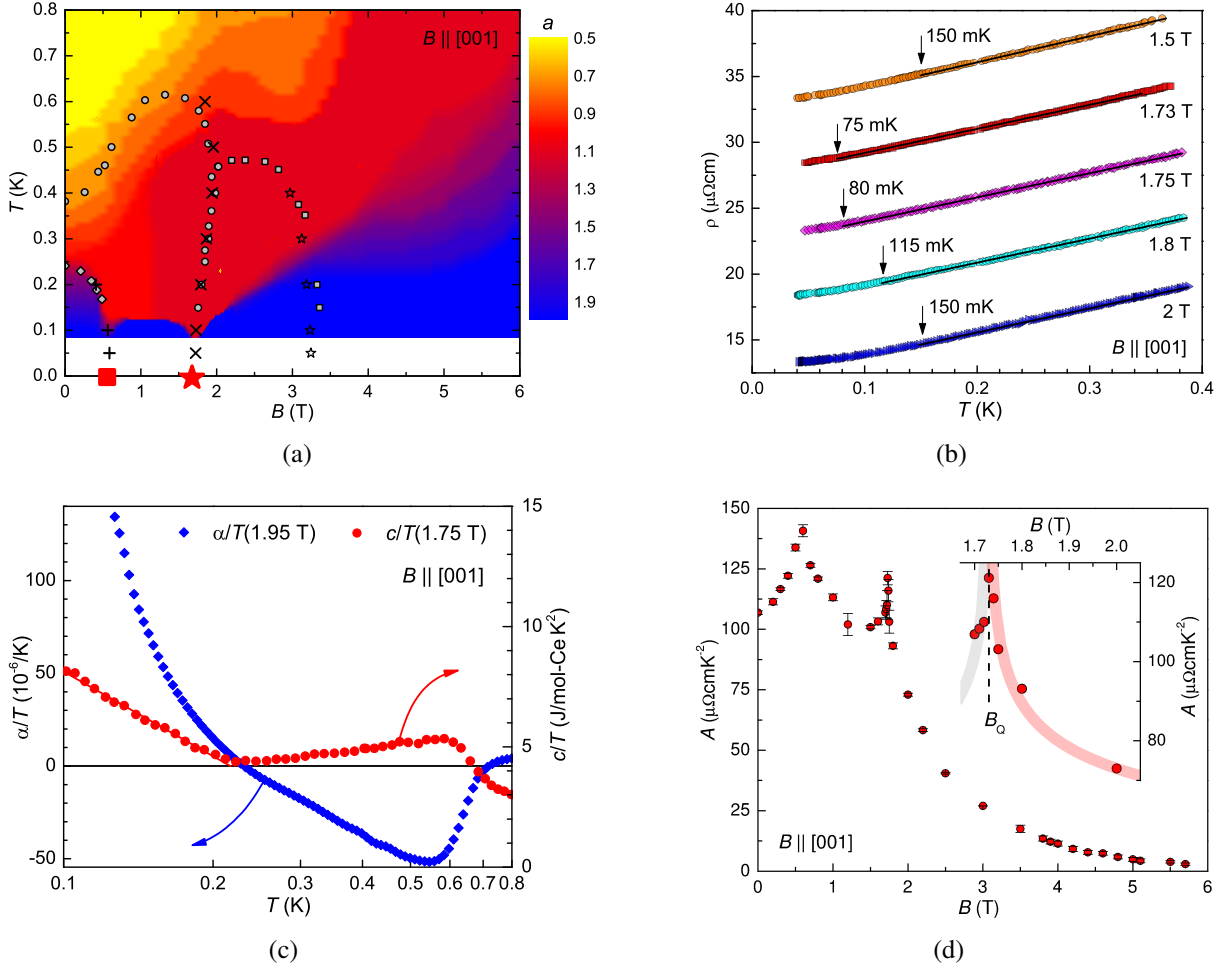 B || [001]
a
0.8
0.7
0.6
0.5
0.4
0.3
0.2
0.1
0.0
T (K)
0 1 2 3 4 5 6
B (T)
0.5
0.7
0.9
1.1
1.3
1.5
1.7
1.9
(a)
40
35
30
25
20
15
ρ (μΩcm)
150 mK
1.5 T
75 mK
1.73 T
80 mK
1.75 T
115 mK
1.8 T
150 mK
2 T
B || [001]
0.0 0.1 0.2 0.3 0.4
T (K)
(b)
α/T(1.95 T) c/T(1.75 T)
B || [001]
100
50
0
-50
α/T (10⁻⁶/K)
15
10
5
0
c/T (J/mol-Ce K²)
0.1 0.2 0.3 0.4 0.5 0.6 0.7 0.8
T (K)
(c)
150
125
100
75
50
25
0
A (μΩcmK⁻²)
B (T)
1.7 1.8 1.9 2.0
120
100
80
A (μΩcmK⁻²)
B_Q
B || [001]
0 1 2 3 4 5 6
B (T)
(d)